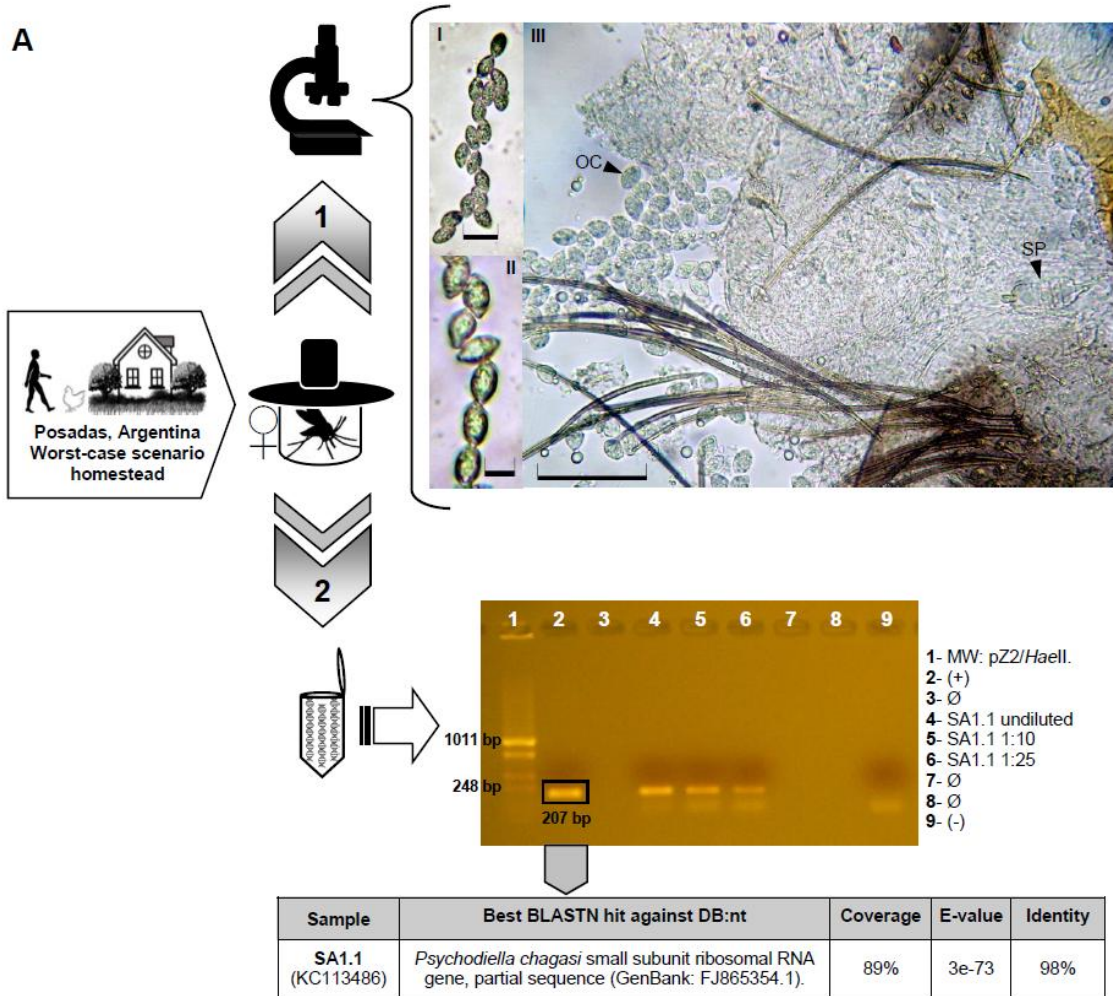 A
I
II
III
OC
SP
1
Posadas, Argentina
Worst-case scenario
homestead
♀
2
1 2 3 4 5 6 7 8 9
1011 bp
248 bp
207 bp
1- MW: pZ2/HaeII.
2- (+)
3- Ø
4- SA1.1 undiluted
5- SA1.1 1:10
6- SA1.1 1:25
7- Ø
8- Ø
9- (-)
Sample Best BLASTN hit against DB:nt Coverage E-value Identity
SA1.1
(KC113486)
Psychodiella chagasi small subunit ribosomal RNA
gene, partial sequence (GenBank: FJ865354.1).
89% 3e-73 98%